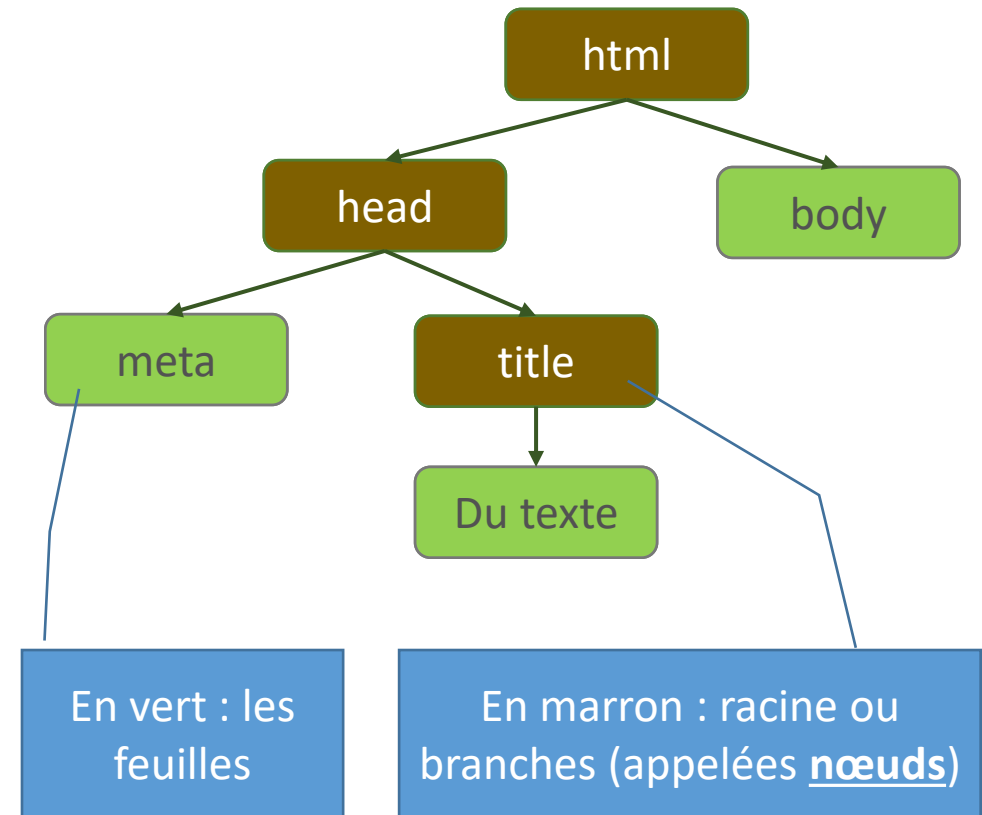 html
head
body
meta
title
Du texte
En vert : les
feuilles
En marron : racine ou
branches (appelées nœuds)